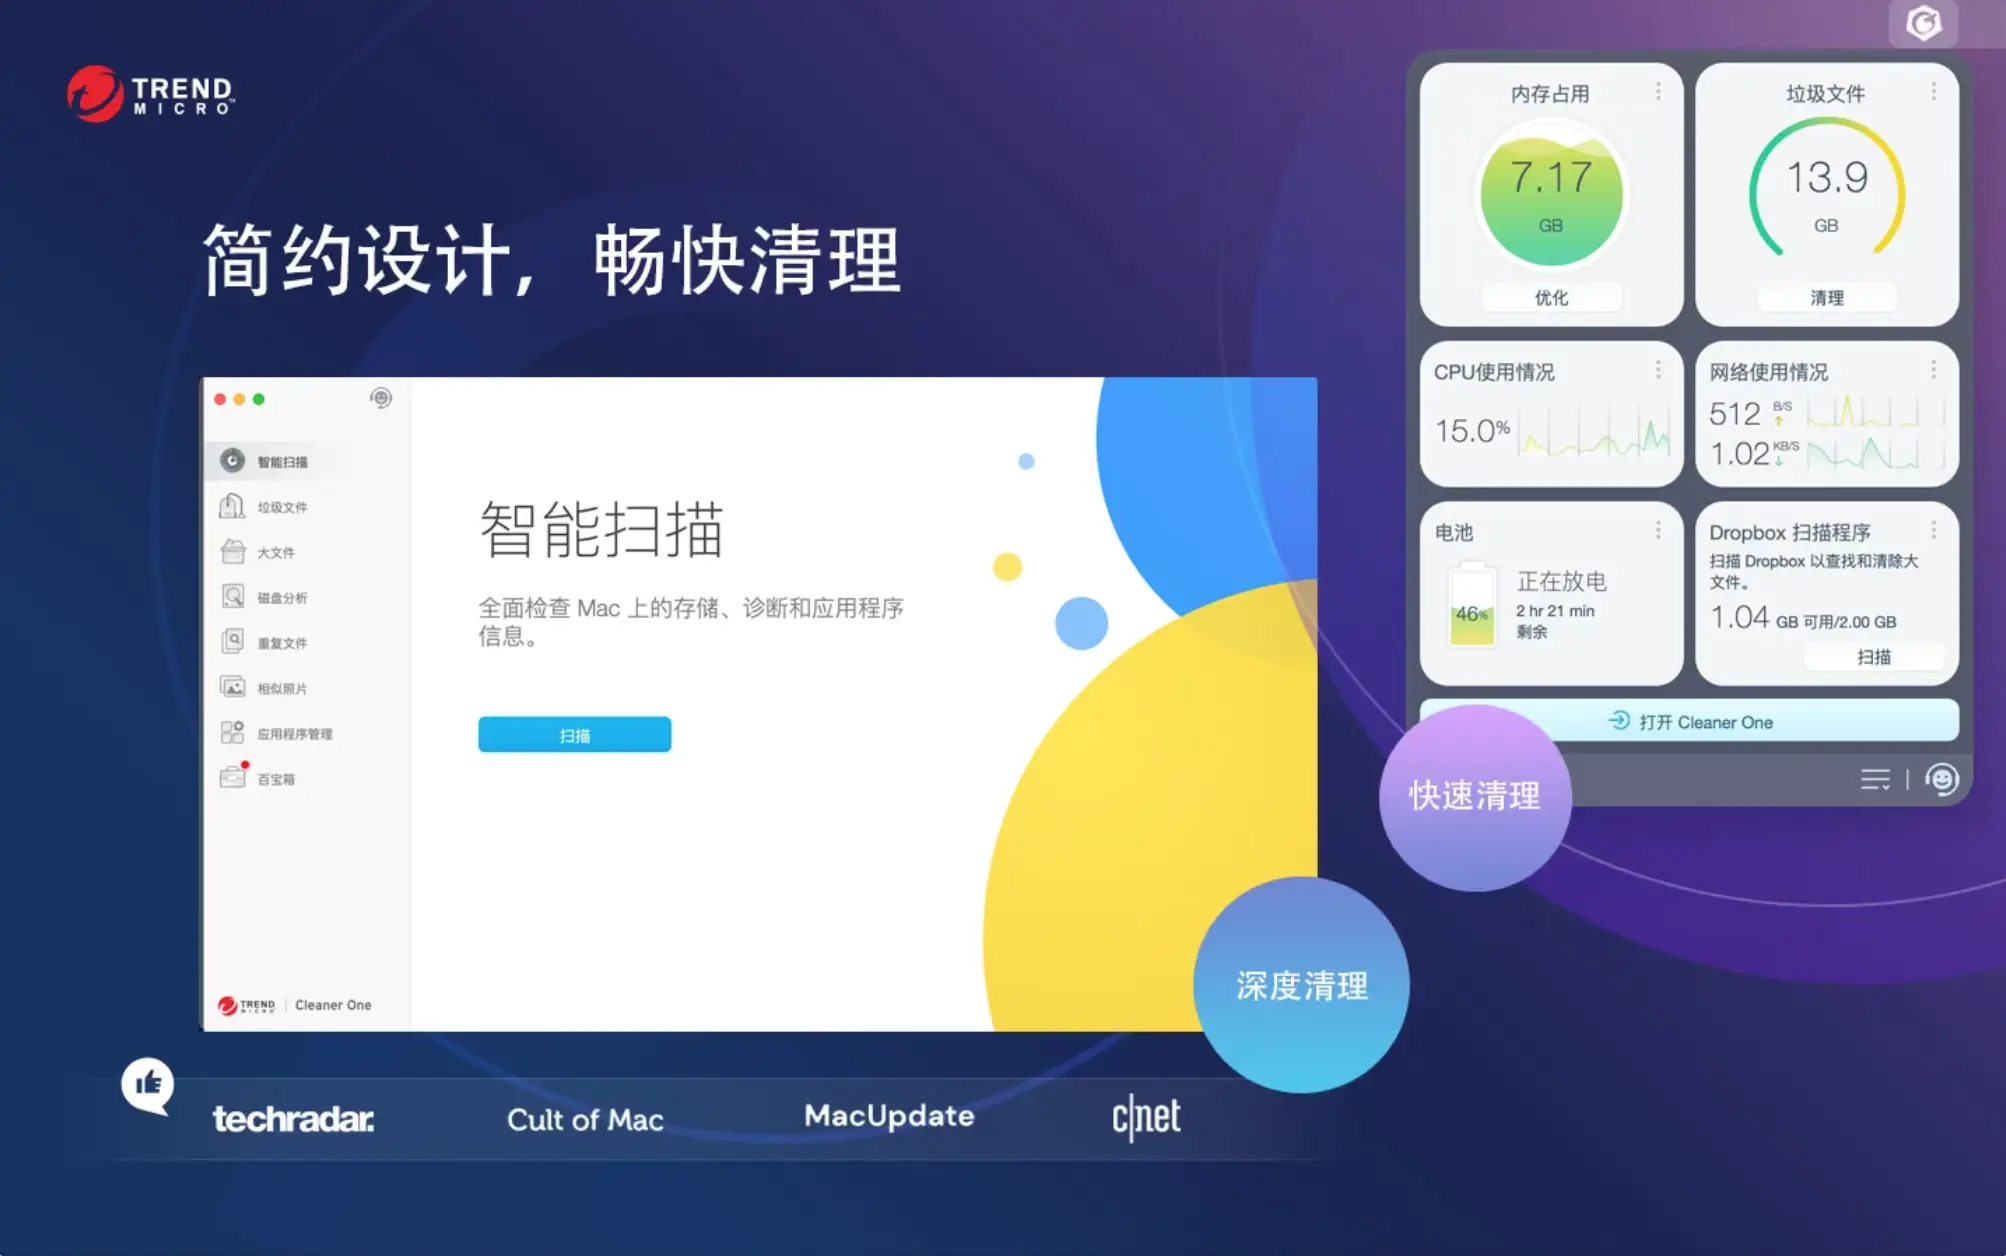 TREND
MICRO™
简约设计，畅快清理
智能扫描
垃圾文件
大文件
磁盘分析
重复文件
相似照片
应用程序管理
百宝箱
TREND
MICRO
Cleaner One
智能扫描
全面检查 Mac 上的存储、诊断和应用程序
信息。
扫描
内存占用
7.17
GB
优化
垃圾文件
13.9
GB
清理
CPU使用情况
15.0%
网络使用情况
512 B/S
1.02 KB/S
电池
46%
正在放电
2 hr 21 min
剩余
Dropbox 扫描程序
扫描 Dropbox 以查找和清除大
文件。
1.04 GB 可用/2.00 GB
扫描
打开 Cleaner One
快速清理
深度清理
techradar.
Cult of Mac
MacUpdate
c|net